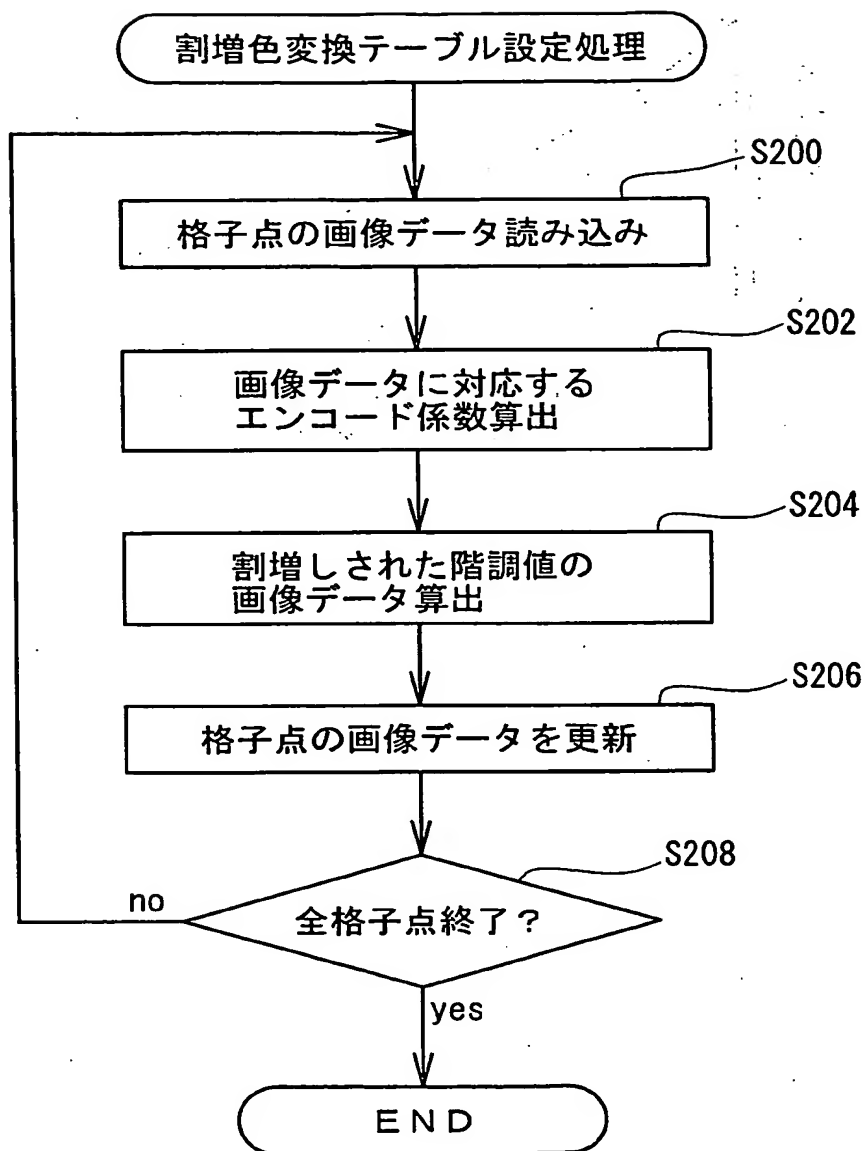 割増色変換テーブル設定処理
S200
格子点の画像データ読み込み
S202
画像データに対応する
エンコード係数算出
S204
割増しされた階調値の
画像データ算出
S206
格子点の画像データを更新
S208
no
全格子点終了？
yes
END